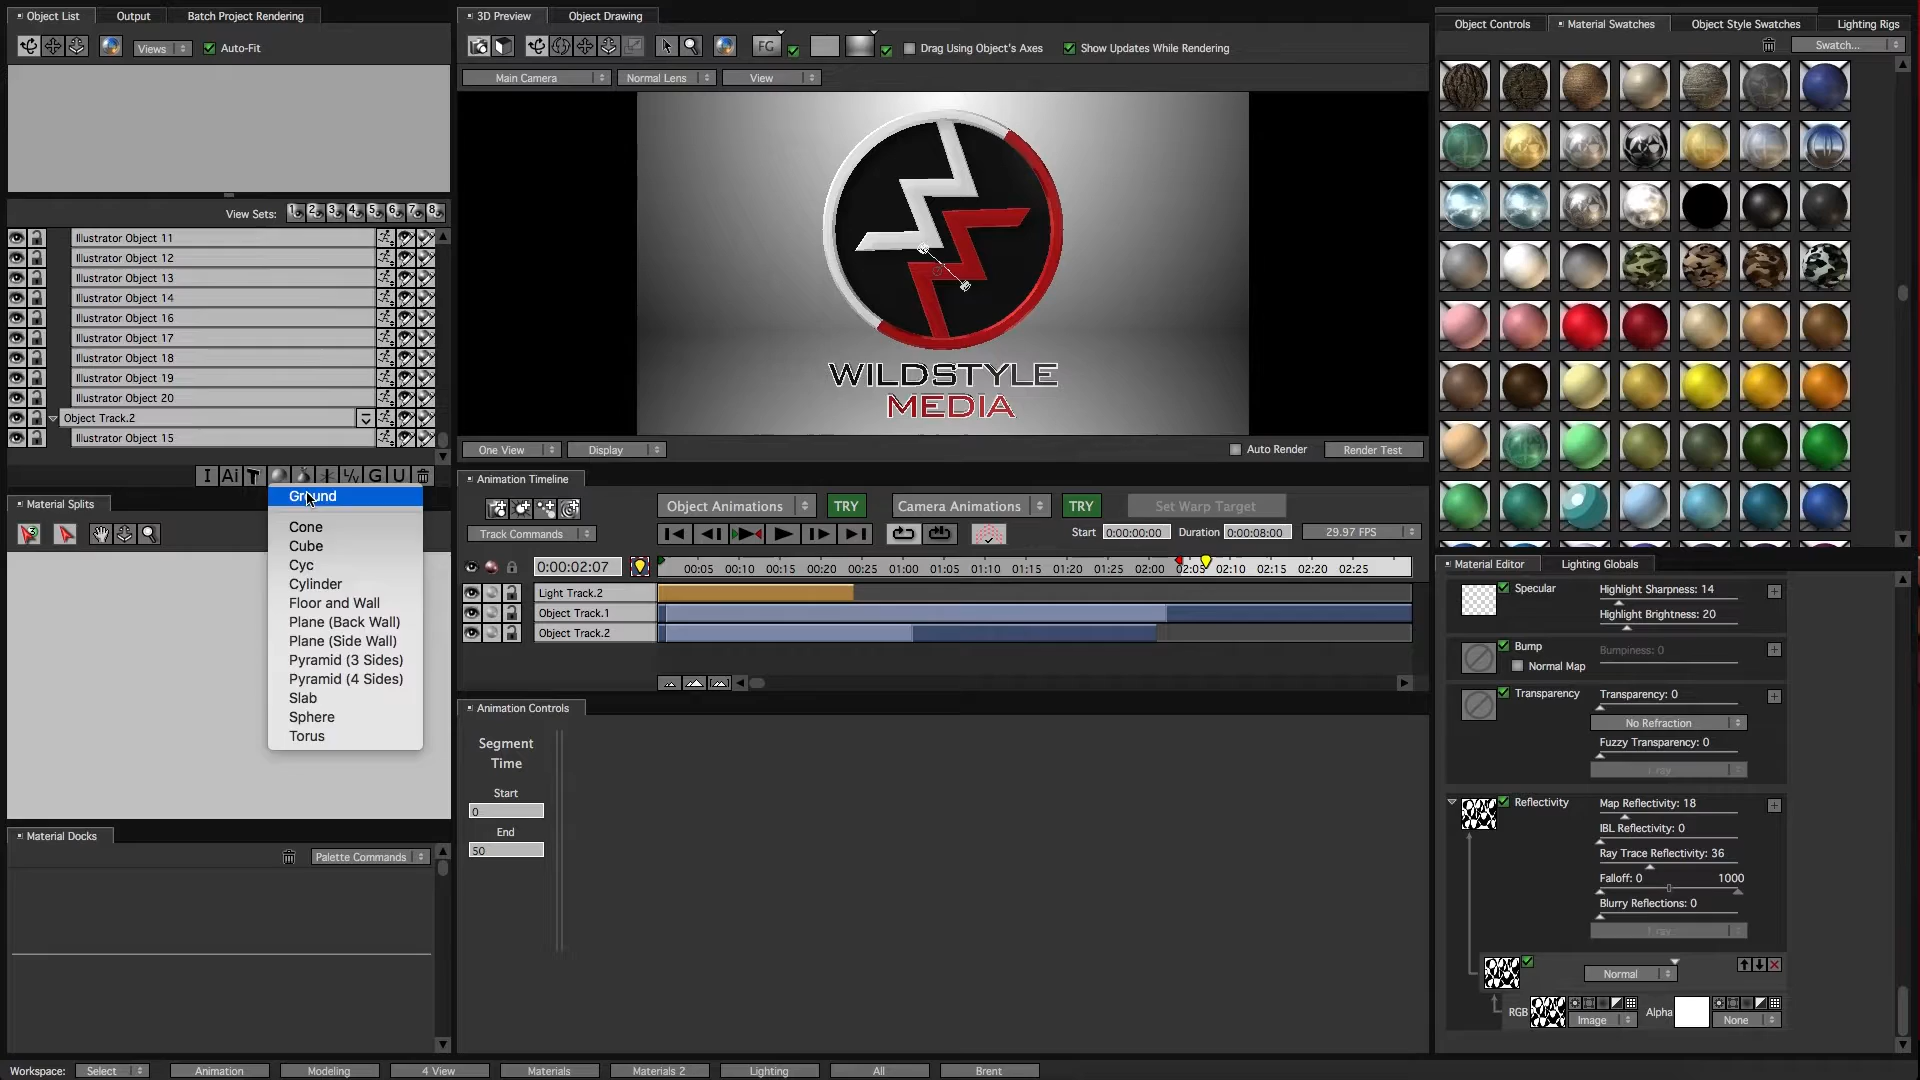 Object List
Output
Batch Project Rendering
Views
Auto-Fit
View Sets: 1 2 3 4 5 6 7 8
Illustrator Object 11
Illustrator Object 12
Illustrator Object 13
Illustrator Object 14
Illustrator Object 16
Illustrator Object 17
Illustrator Object 18
Illustrator Object 19
Illustrator Object 20
Object Track.2
Illustrator Object 15
I Ai T G U
Material Splits
Ground
Cone
Cube
Cyc
Cylinder
Floor and Wall
Plane (Back Wall)
Plane (Side Wall)
Pyramid (3 Sides)
Pyramid (4 Sides)
Slab
Sphere
Torus
Material Docks
Palette Commands
3D Preview
Object Drawing
FG
Drag Using Object's Axes
Show Updates While Rendering
Main Camera
Normal Lens
View
WILDSTYLE
MEDIA
One View
Display
Auto Render
Render Test
Animation Timeline
Object Animations
TRY
Camera Animations
TRY
Set Warp Target
Track Commands
Start 0:00:00:00
Duration 0:00:08:00
29.97 FPS
0:00:02:07
00:05 00:10 00:15 00:20 00:25 01:00 01:05 01:10 01:15 01:20 01:25 02:00 02:05 02:10 02:15 02:20 02:25
Light Track.2
Object Track.1
Object Track.2
Animation Controls
Segment
Time
Start
0
End
50
Object Controls
Material Swatches
Object Style Swatches
Lighting Rigs
Swatch...
Material Editor
Lighting Globals
Specular
Highlight Sharpness: 14
Highlight Brightness: 20
Bump
Bumpiness: 0
Normal Map
Transparency
Transparency: 0
No Refraction
Fuzzy Transparency: 0
1 ray
Reflectivity
Map Reflectivity: 18
IBL Reflectivity: 0
Ray Trace Reflectivity: 36
Falloff: 0 1000
Blurry Reflections: 0
1 ray
Normal
RGB
Image
Alpha
None
Workspace:
Select
Animation
Modeling
4 View
Materials
Materials 2
Lighting
All
Brent